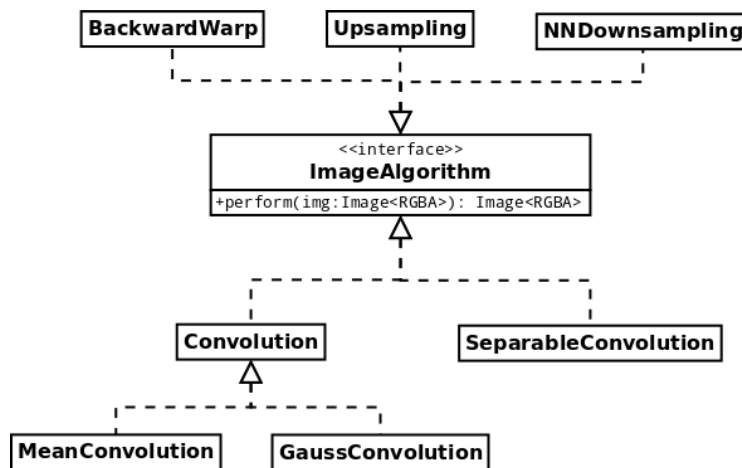 BackwardWarp
Upsampling
NNDownsampling
<<interface>>
ImageAlgorithm
+perform(img:Image<RGBA>): Image<RGBA>
Convolution
SeparableConvolution
MeanConvolution
GaussConvolution